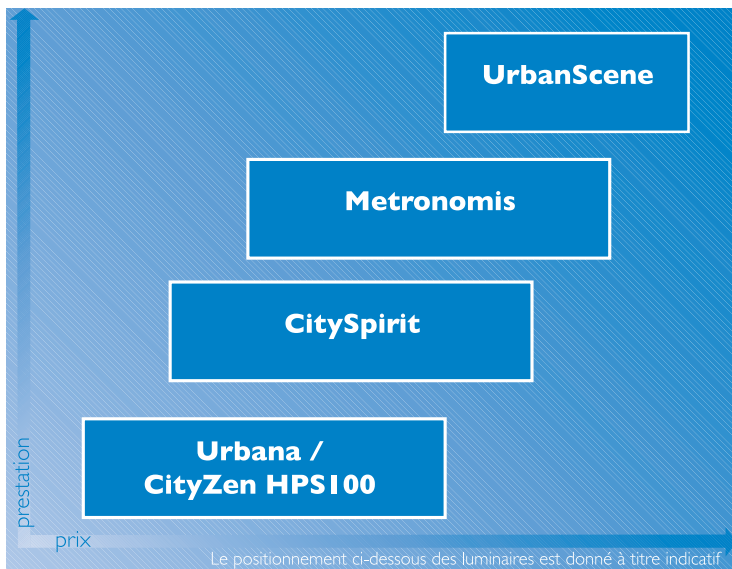 UrbanScene
Metronomis
CitySpirit
Urbana /
CityZen HPS100
prestation
prix
Le positionnement ci-dessous des luminaires est donné à titre indicatif